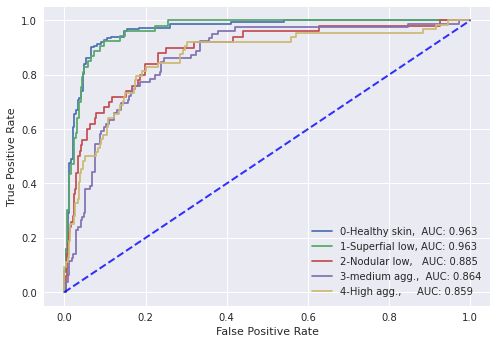 1.0
0.8
0.6
0.4
0.2
0.0
True Positive Rate
0-Healthy skin, AUC: 0.963
1-Superfial low, AUC: 0.963
2-Nodular low, AUC: 0.885
3-medium agg., AUC: 0.864
4-High agg., AUC: 0.859
0.0 0.2 0.4 0.6 0.8 1.0
False Positive Rate